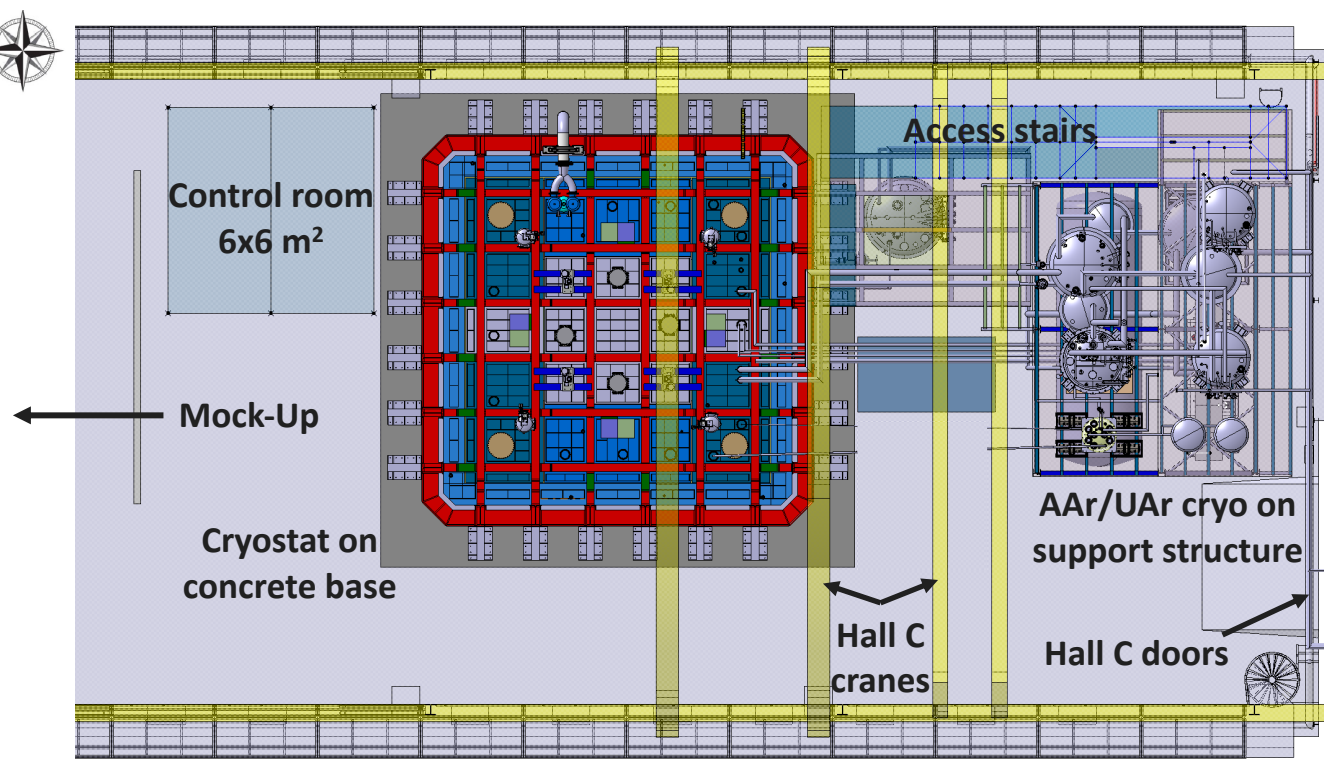 Access stairs
Control room
6x6 m²
Mock-Up
AAr/UAr cryo on
support structure
Cryostat on
concrete base
Hall C
cranes
Hall C doors